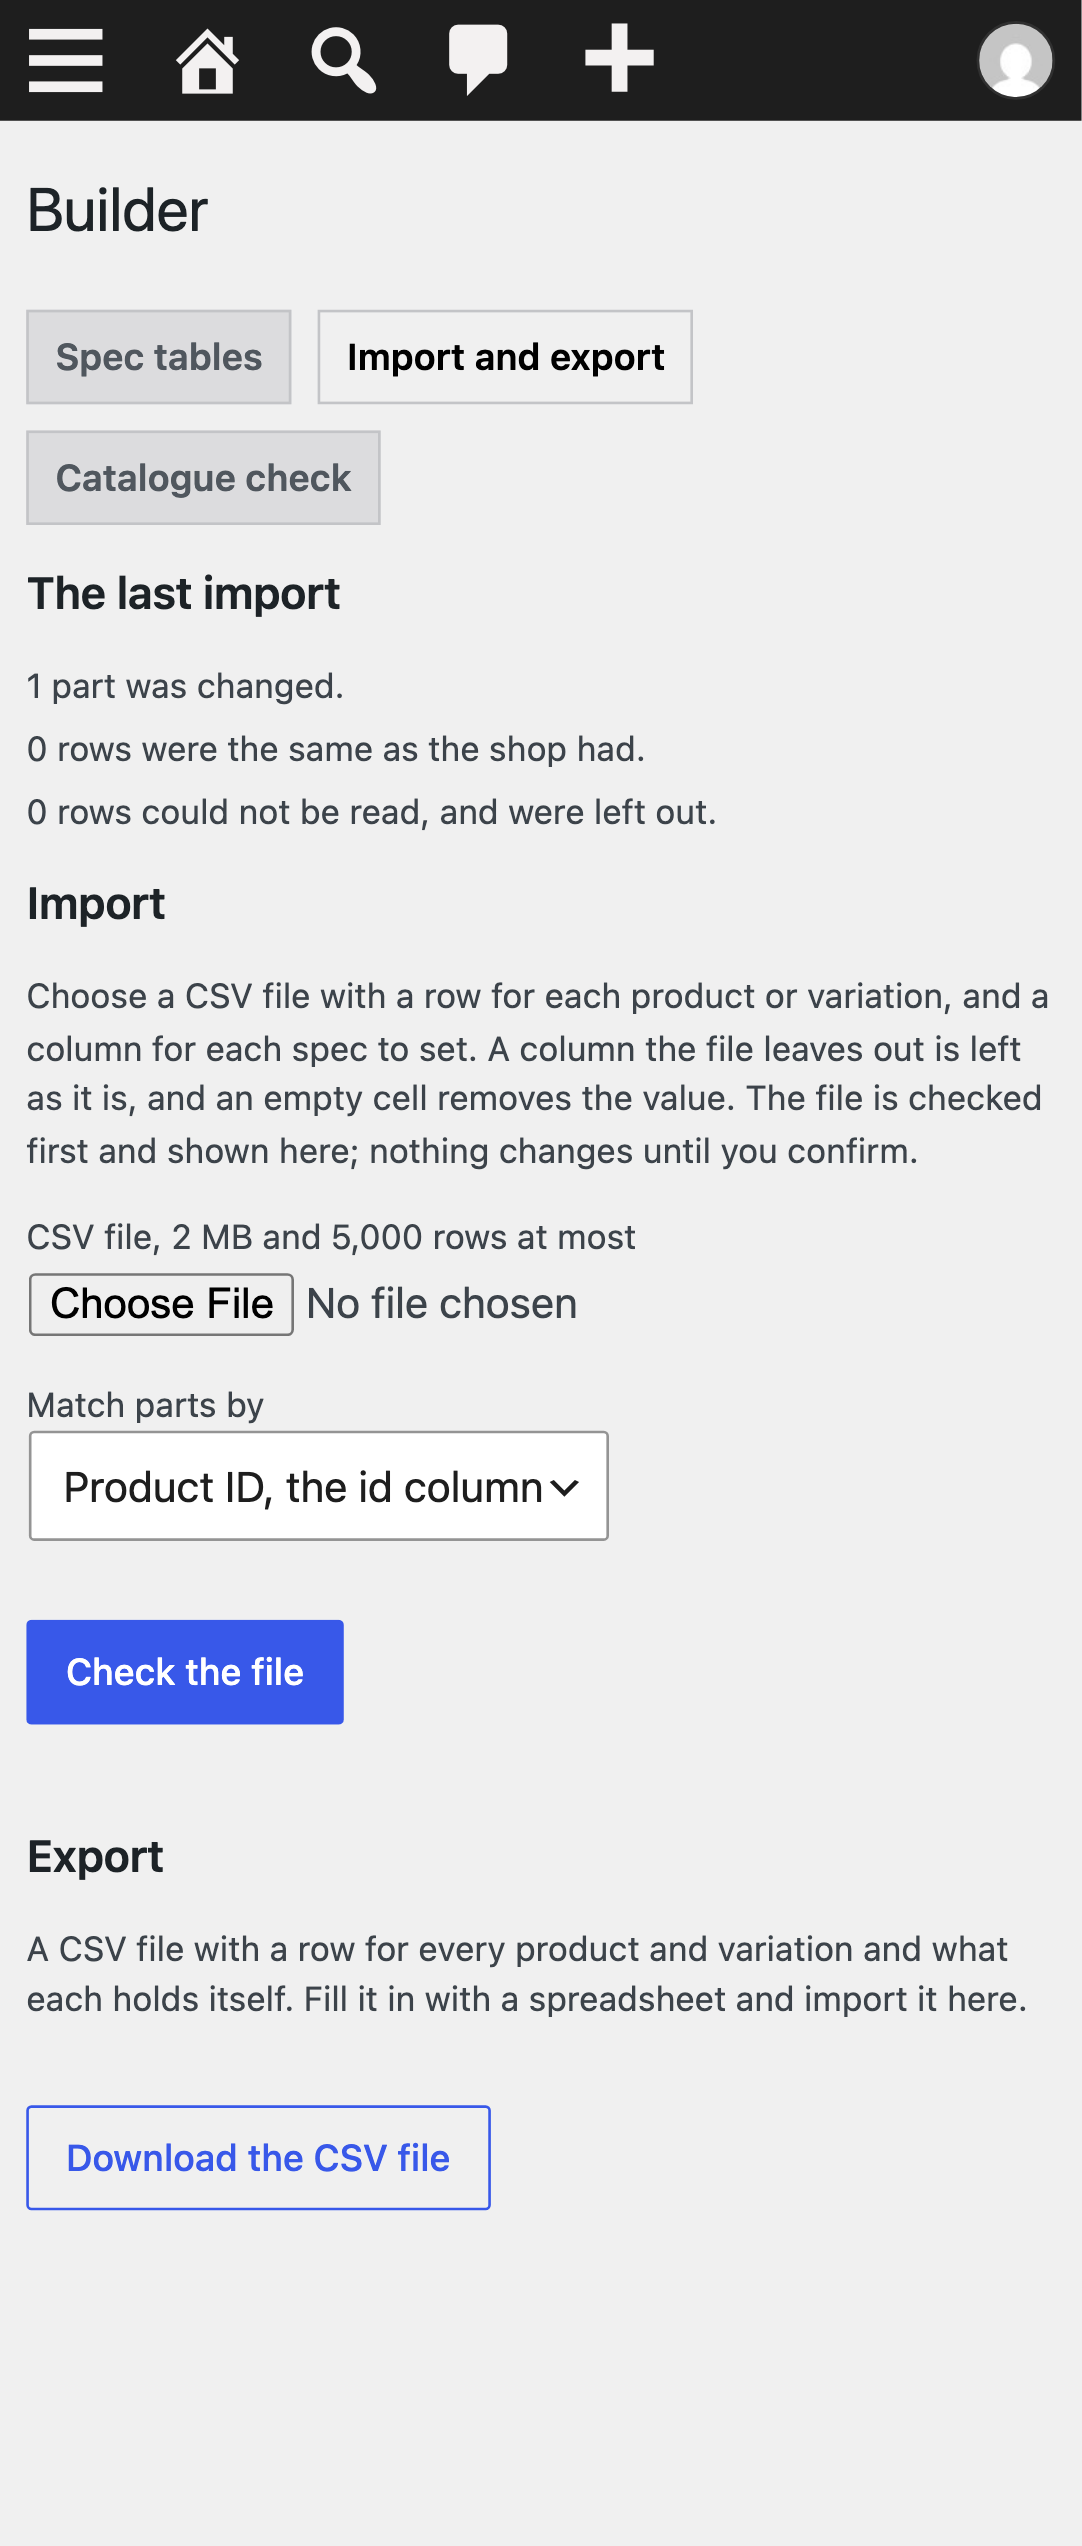 Builder
Spec tables
Import and export
Catalogue check
The last import
1 part was changed.
0 rows were the same as the shop had.
0 rows could not be read, and were left out.
Import
Choose a CSV file with a row for each product or variation, and a
column for each spec to set. A column the file leaves out is left
as it is, and an empty cell removes the value. The file is checked
first and shown here; nothing changes until you confirm.
CSV file, 2 MB and 5,000 rows at most
Choose File No file chosen
Match parts by
Product ID, the id column
Check the file
Export
A CSV file with a row for every product and variation and what
each holds itself. Fill it in with a spreadsheet and import it here.
Download the CSV file